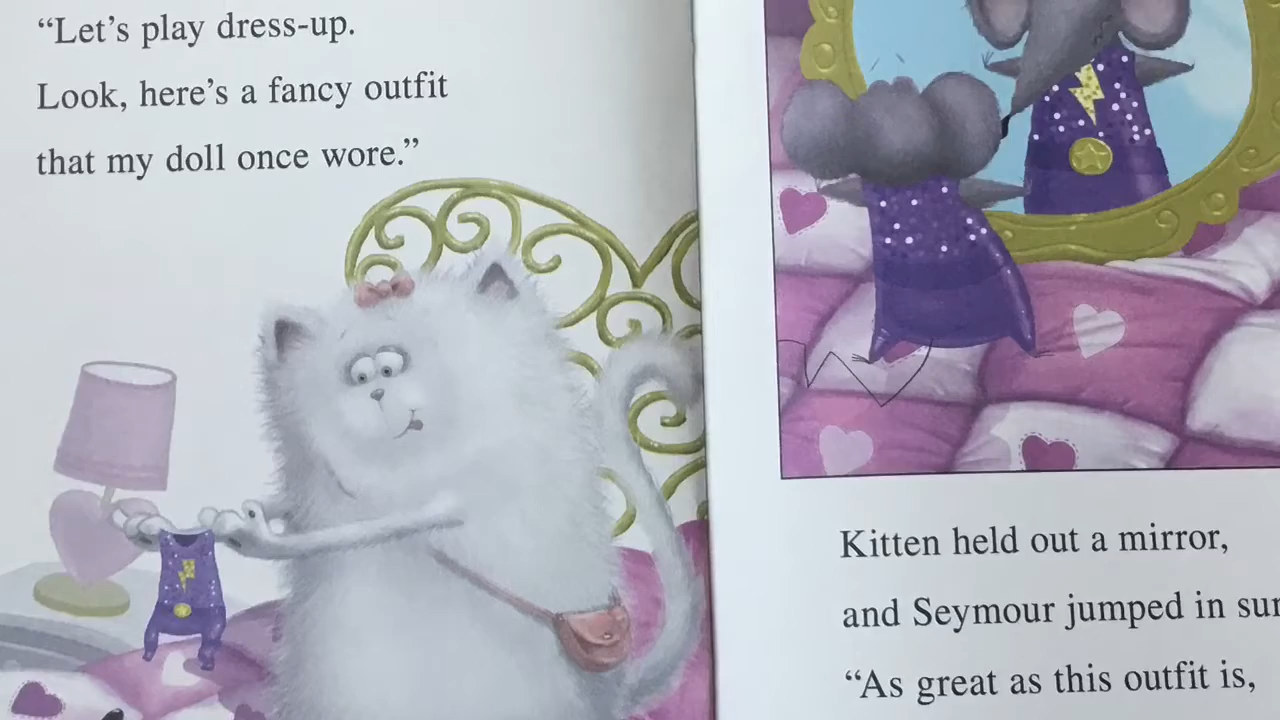 “Let’s play dress-up.
Look, here’s a fancy outfit
that my doll once wore.”
Kitten held out a mirror,
and Seymour jumped in
“As great as this outfit is,